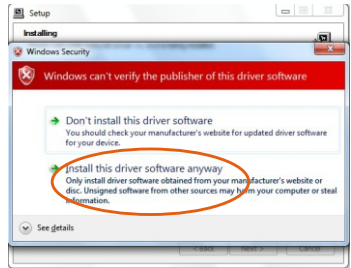 Setup
Installing
Windows Security
Windows can't verify the publisher of this driver software
Don't install this driver software
You should check your manufacturer's website for updated driver software
for your device.
Install this driver software anyway
Only install driver software obtained from your manufacturer's website or
disc. Unsigned software from other sources may harm your computer or steal
information.
See details
< Back Next > Cancel